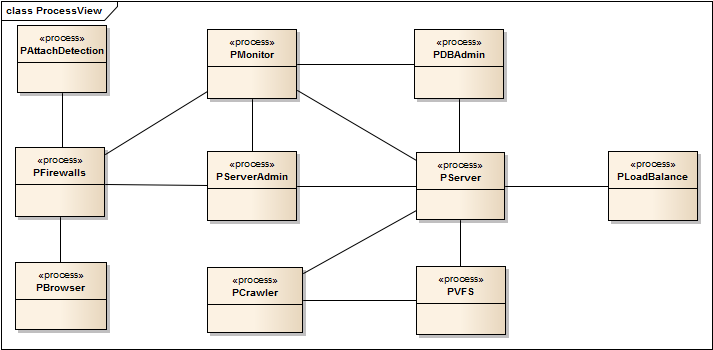 class ProcessView
«process»
PAttachDetection
«process»
PMonitor
«process»
PDBAdmin
«process»
PFirewalls
«process»
PServerAdmin
«process»
PServer
«process»
PLoadBalance
«process»
PBrowser
«process»
PCrawler
«process»
PVFS